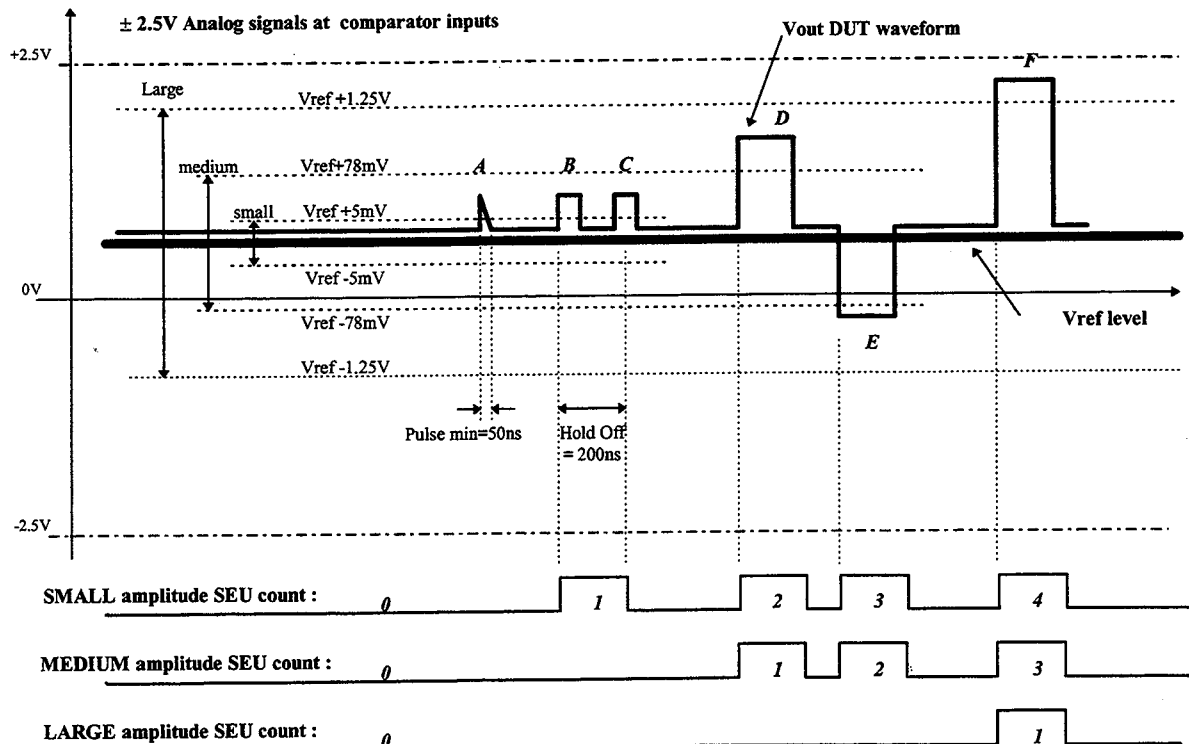 ± 2.5V Analog signals at comparator inputs
Vout DUT waveform
+2.5V
F
Large
Vref +1.25V
D
medium
Vref+78mV
A
B
C
small
Vref +5mV
Vref -5mV
0V
Vref -78mV
Vref level
E
Vref -1.25V
Pulse min=50ns
Hold Off
= 200ns
-2.5V
SMALL amplitude SEU count : 0 1 2 3 4
MEDIUM amplitude SEU count : 0 1 2 3
LARGE amplitude SEU count : 0 1